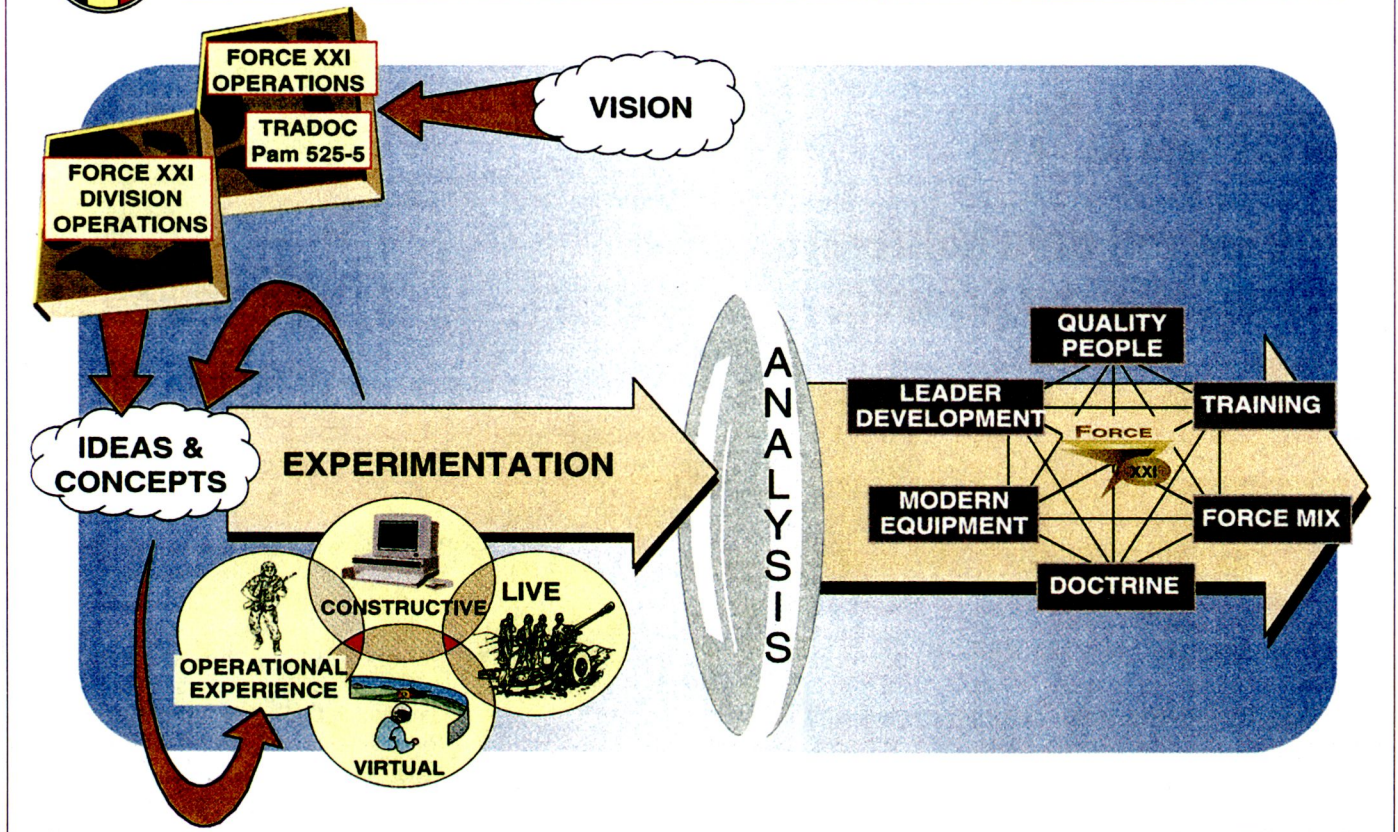 FORCE XXI
OPERATIONS
TRADOC
Pam 525-5
VISION
FORCE XXI
DIVISION
OPERATIONS
IDEAS &
CONCEPTS
EXPERIMENTATION
CONSTRUCTIVE
LIVE
OPERATIONAL
EXPERIENCE
VIRTUAL
ANALYSIS
QUALITY
PEOPLE
LEADER
DEVELOPMENT
TRAINING
FORCE
XXI
MODERN
EQUIPMENT
FORCE MIX
DOCTRINE